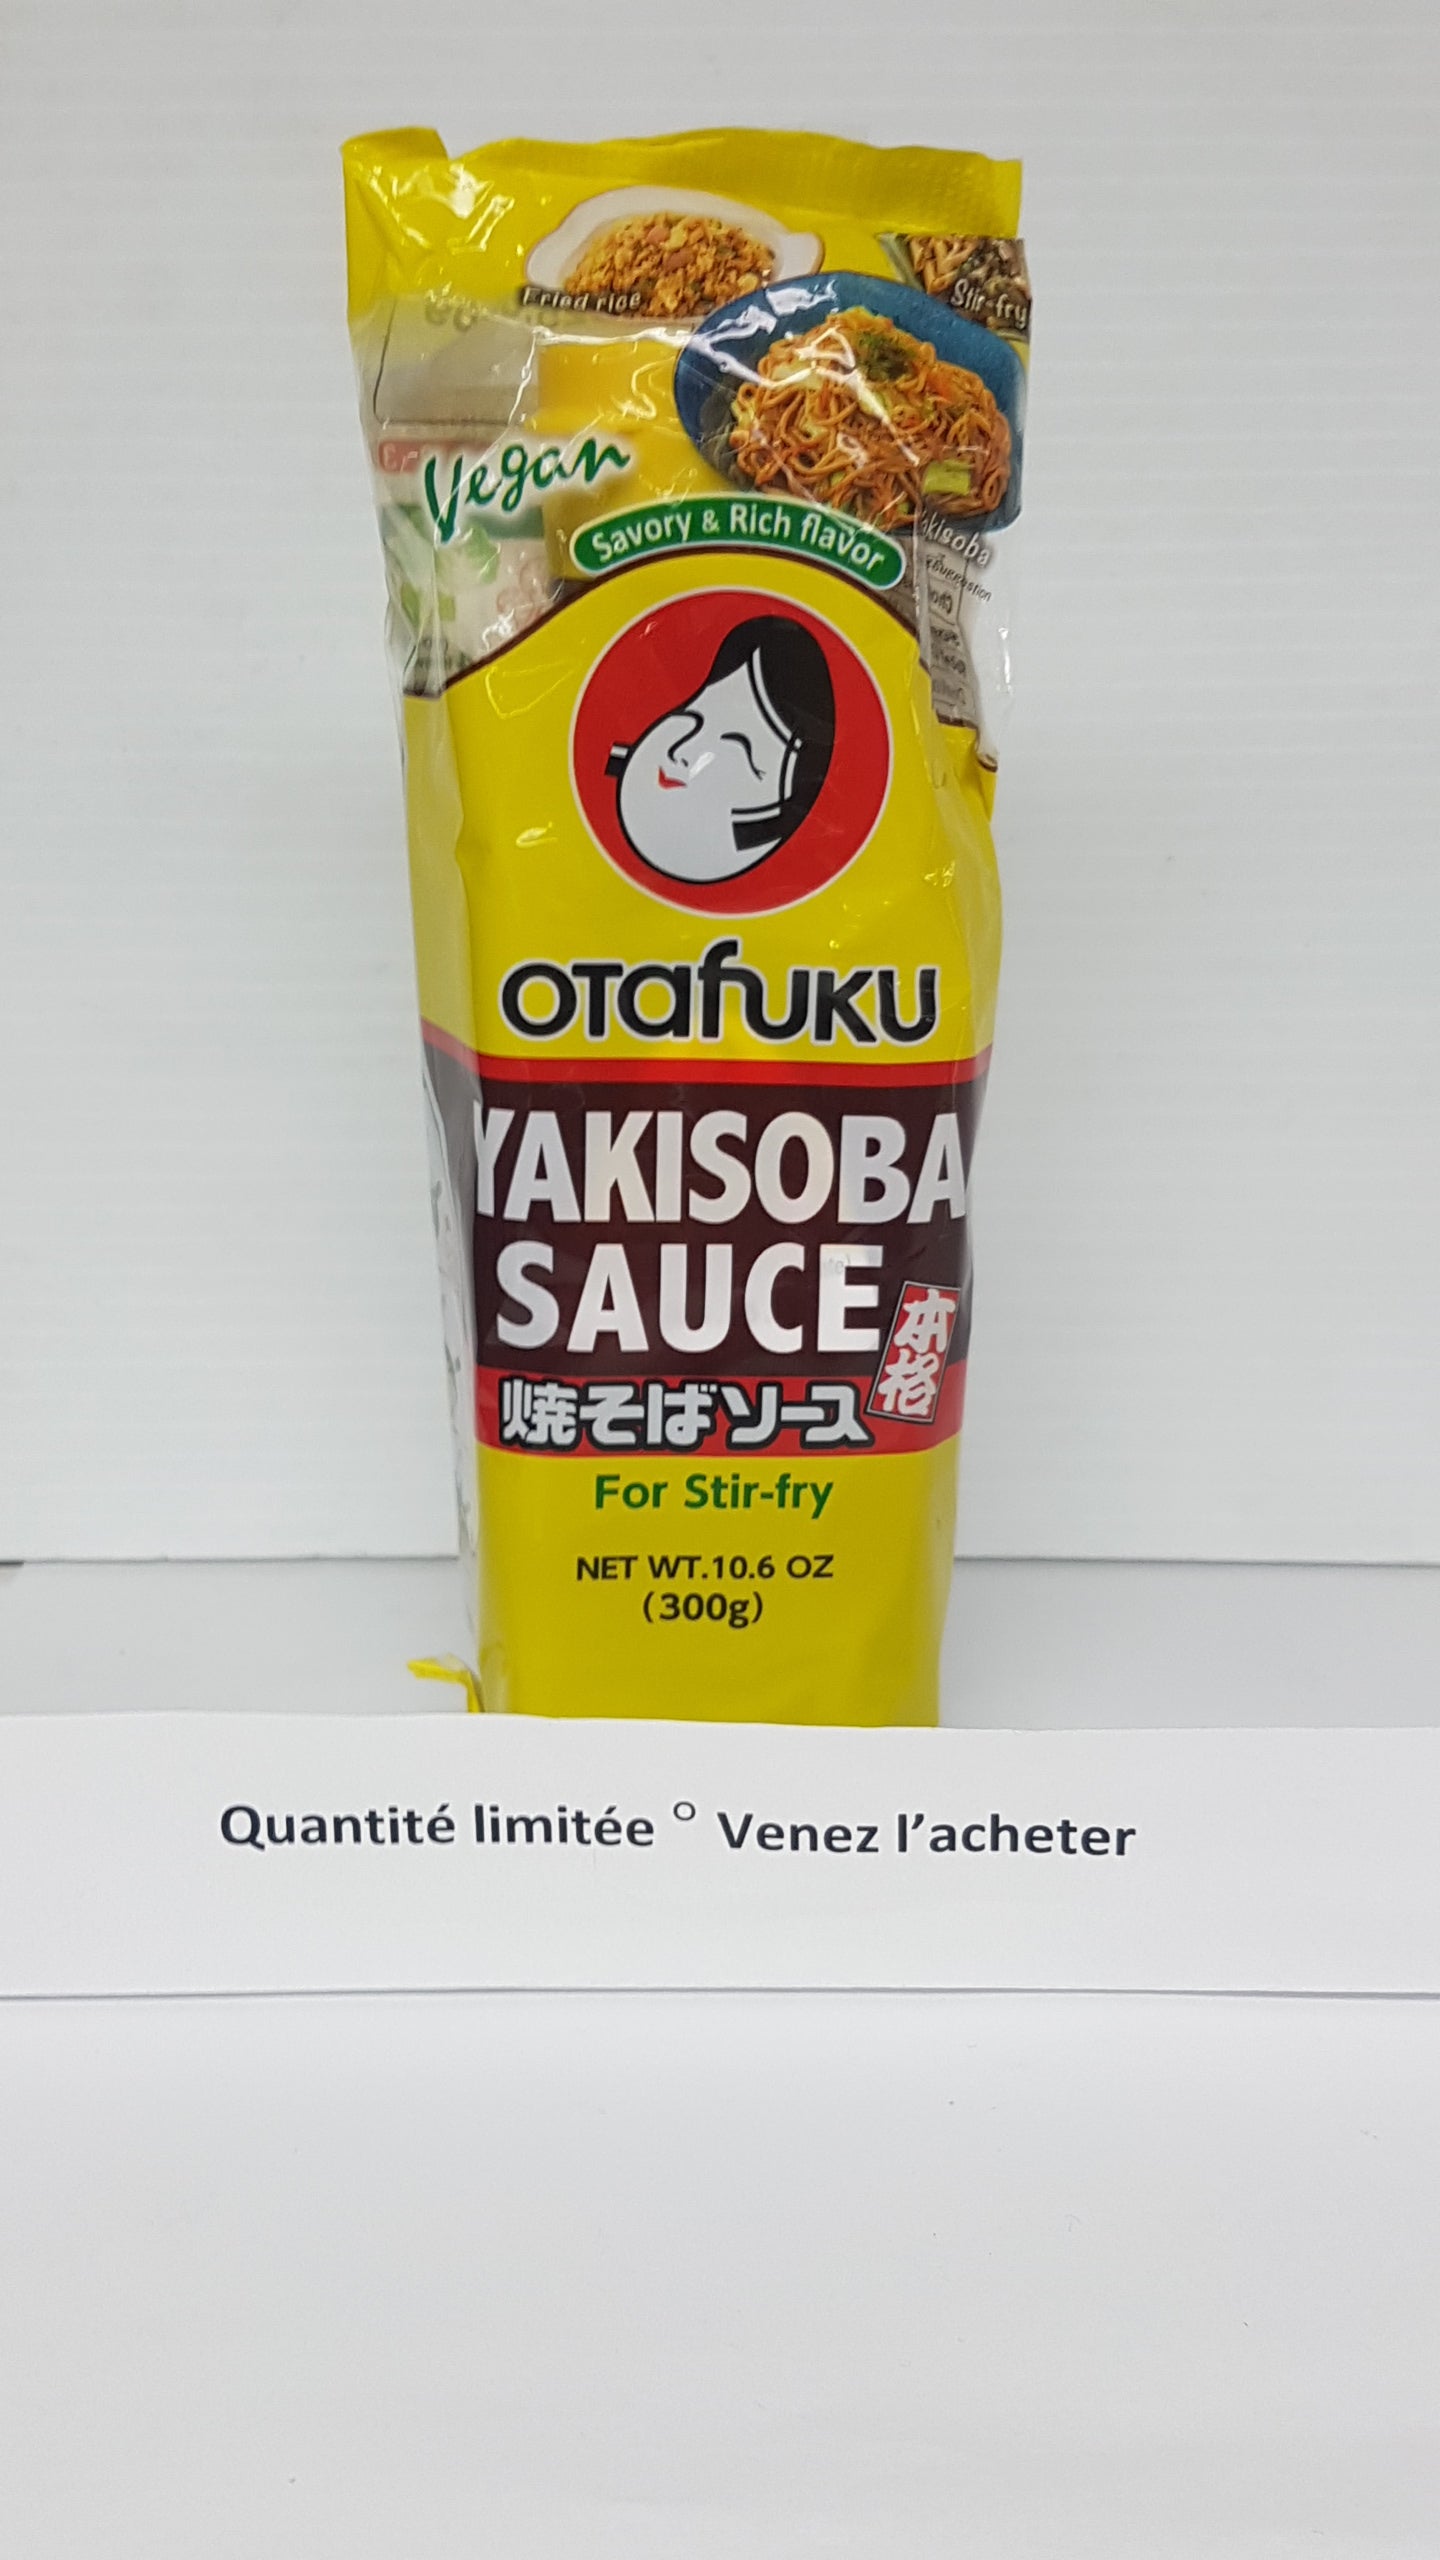 Fried rice
Stir-fry
Vegan
Savory & Rich flavor
OTafUKU
YAKISOBA
SAUCE
本格
焼そばソース
For Stir-fry
NET WT.10.6 OZ
(300g)
Quantité limitée ° Venez l'acheter